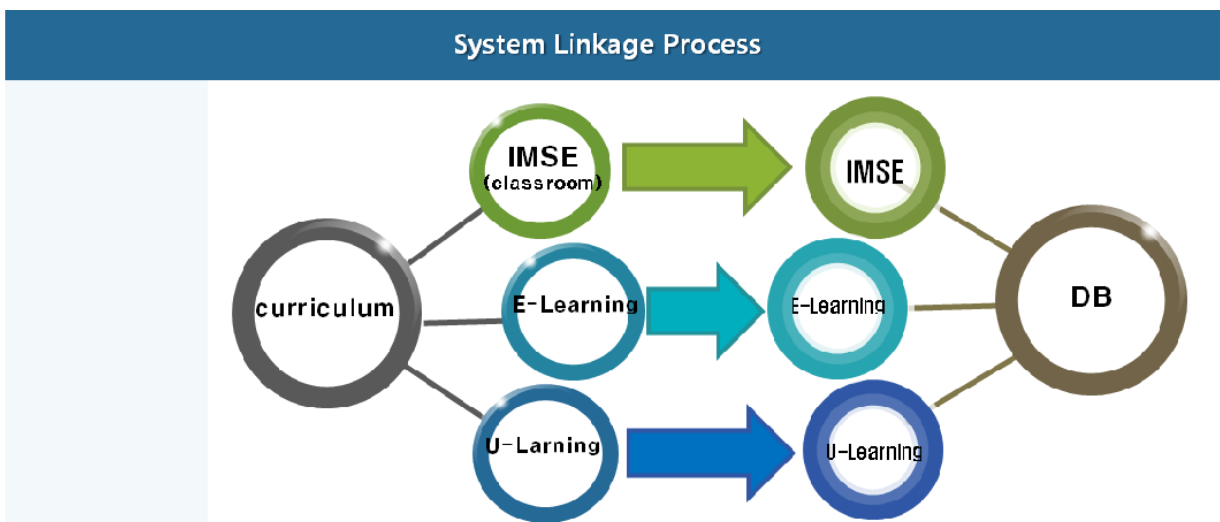 System Linkage Process
IMSE
(classroom)
IMSE
curriculum
E-Learning
E-Learning
DB
U-Larning
U-Learning